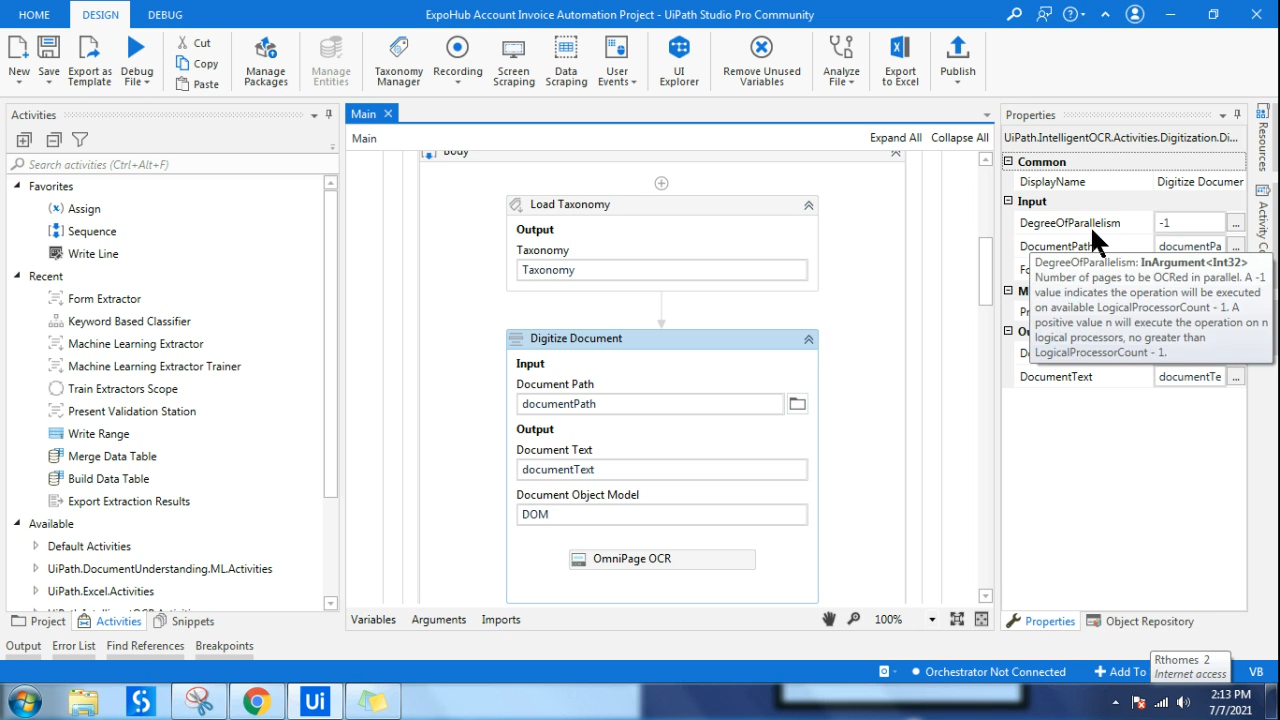 HOME
DESIGN
DEBUG
ExpoHub Account Invoice Automation Project - UiPath Studio Pro Community
New
Save
Export as Template
Debug File
Cut
Copy
Paste
Manage Packages
Manage Entities
Taxonomy Manager
Recording
Screen Scraping
Data Scraping
User Events
UI Explorer
Remove Unused Variables
Analyze File
Export to Excel
Publish
Activities
Search activities (Ctrl+Alt+F)
Favorites
Assign
Sequence
Write Line
Recent
Form Extractor
Keyword Based Classifier
Machine Learning Extractor
Machine Learning Extractor Trainer
Train Extractors Scope
Present Validation Station
Write Range
Merge Data Table
Build Data Table
Export Extraction Results
Available
Default Activities
UiPath.DocumentUnderstanding.ML.Activities
UiPath.Excel.Activities
Project
Activities
Snippets
Main
Main
Expand All
Collapse All
Body
Load Taxonomy
Output
Taxonomy
Taxonomy
Digitize Document
Input
Document Path
documentPath
Output
Document Text
documentText
Document Object Model
DOM
OmniPage OCR
Variables
Arguments
Imports
100%
Properties
UiPath.IntelligentOCR.Activities.Digitization.Di...
Common
DisplayName
Digitize Documer
Input
DegreeOfParallelism
-1
...
DocumentPath
documentPa
...
DegreeOfParallelism: InArgument<Int32>
Number of pages to be OCRed in parallel. A -1
value indicates the operation will be executed
on available LogicalProcessorCount - 1. A
positive value n will execute the operation on n
logical processors, no greater than
LogicalProcessorCount - 1.
DocumentText
documentTe
...
Properties
Object Repository
Resources
Activity C
Output
Error List
Find References
Breakpoints
Orchestrator Not Connected
Add To
Rthomes 2
Internet access
VB
S
Ui
2:13 PM
7/7/2021